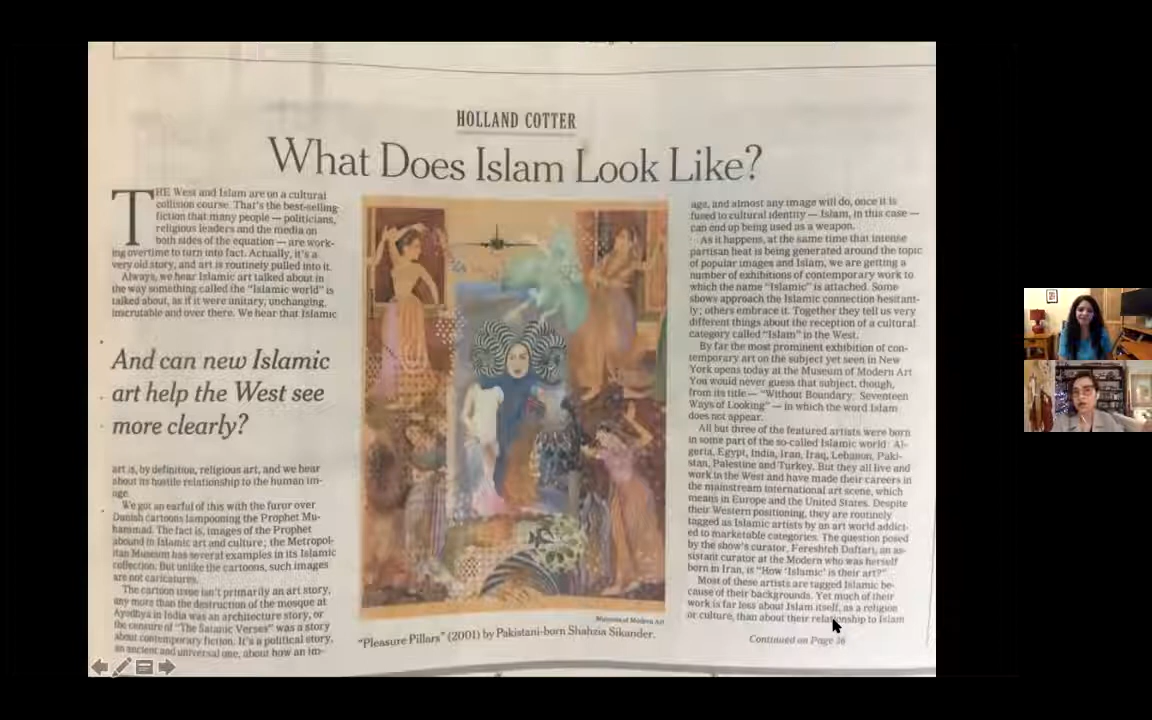 HOLLAND COTTER
What Does Islam Look Like?
THE West and Islam are on a cultural
collision course. That's the best-selling
fiction that many people — politicians,
religious leaders and the media on
both sides of the equation — are work-
ing overtime to turn into fact. Actually, it's a
very old story, and art is routinely pulled into it.
Always, we hear Islamic art talked about in
the way something called the "Islamic world" is
talked about, as if it were unitary, unchanging,
inscrutable and over there. We hear that Islamic
And can new Islamic
art help the West see
more clearly?
art is, by definition, religious art, and we hear
about its hostile relationship to the human im-
age.
We got an earful of this with the furor over
Danish cartoons lampooning the Prophet Mu-
hammad. The fact is, images of the Prophet
abound in Islamic art and culture; the Metropol-
itan Museum has several examples in its Islamic
collection. But unlike the cartoons, such images
are not caricatures.
The cartoon issue isn't primarily an art story,
any more than the destruction of the mosque at
Ayodhya in India was an architecture story, or
the censure of "The Satanic Verses" was a story
about contemporary fiction. It's a political story,
an ancient and universal one, about how an im-
Museum of Modern Art
"Pleasure Pillars" (2001) by Pakistani-born Shahzia Sikander.
age, and almost any image will do, once it is
fused to cultural identity — Islam, in this case —
can end up being used as a weapon.
As it happens, at the same time that intense
partisan heat is being generated around the topic
of popular images and Islam, we are getting a
number of exhibitions of contemporary work to
which the name "Islamic" is attached. Some
shows approach the Islamic connection hesitant-
ly; others embrace it. Together they tell us very
different things about the reception of a cultural
category called "Islam" in the West.
By far the most prominent exhibition of con-
temporary art on the subject yet seen in New
York opens today at the Museum of Modern Art
You would never guess that subject, though,
from its title — "Without Boundary: Seventeen
Ways of Looking" — in which the word Islam
does not appear.
All but three of the featured artists were born
in some part of the so-called Islamic world: Al-
geria, Egypt, India, Iran, Iraq, Lebanon, Paki-
stan, Palestine and Turkey. But they all live and
work in the West and have made their careers in
the mainstream international art scene, which
means in Europe and the United States. Despite
their Western positioning, they are routinely
tagged as Islamic artists by an art world addict-
ed to marketable categories. The question posed
by the show's curator, Fereshteh Daftari, an as-
sistant curator at the Modern who was herself
born in Iran, is "How 'Islamic' is their art?"
Most of these artists are tagged Islamic be-
cause of their backgrounds. Yet much of their
work is far less about Islam itself, as a religion
or culture, than about their relationship to Islam
Continued on Page 36